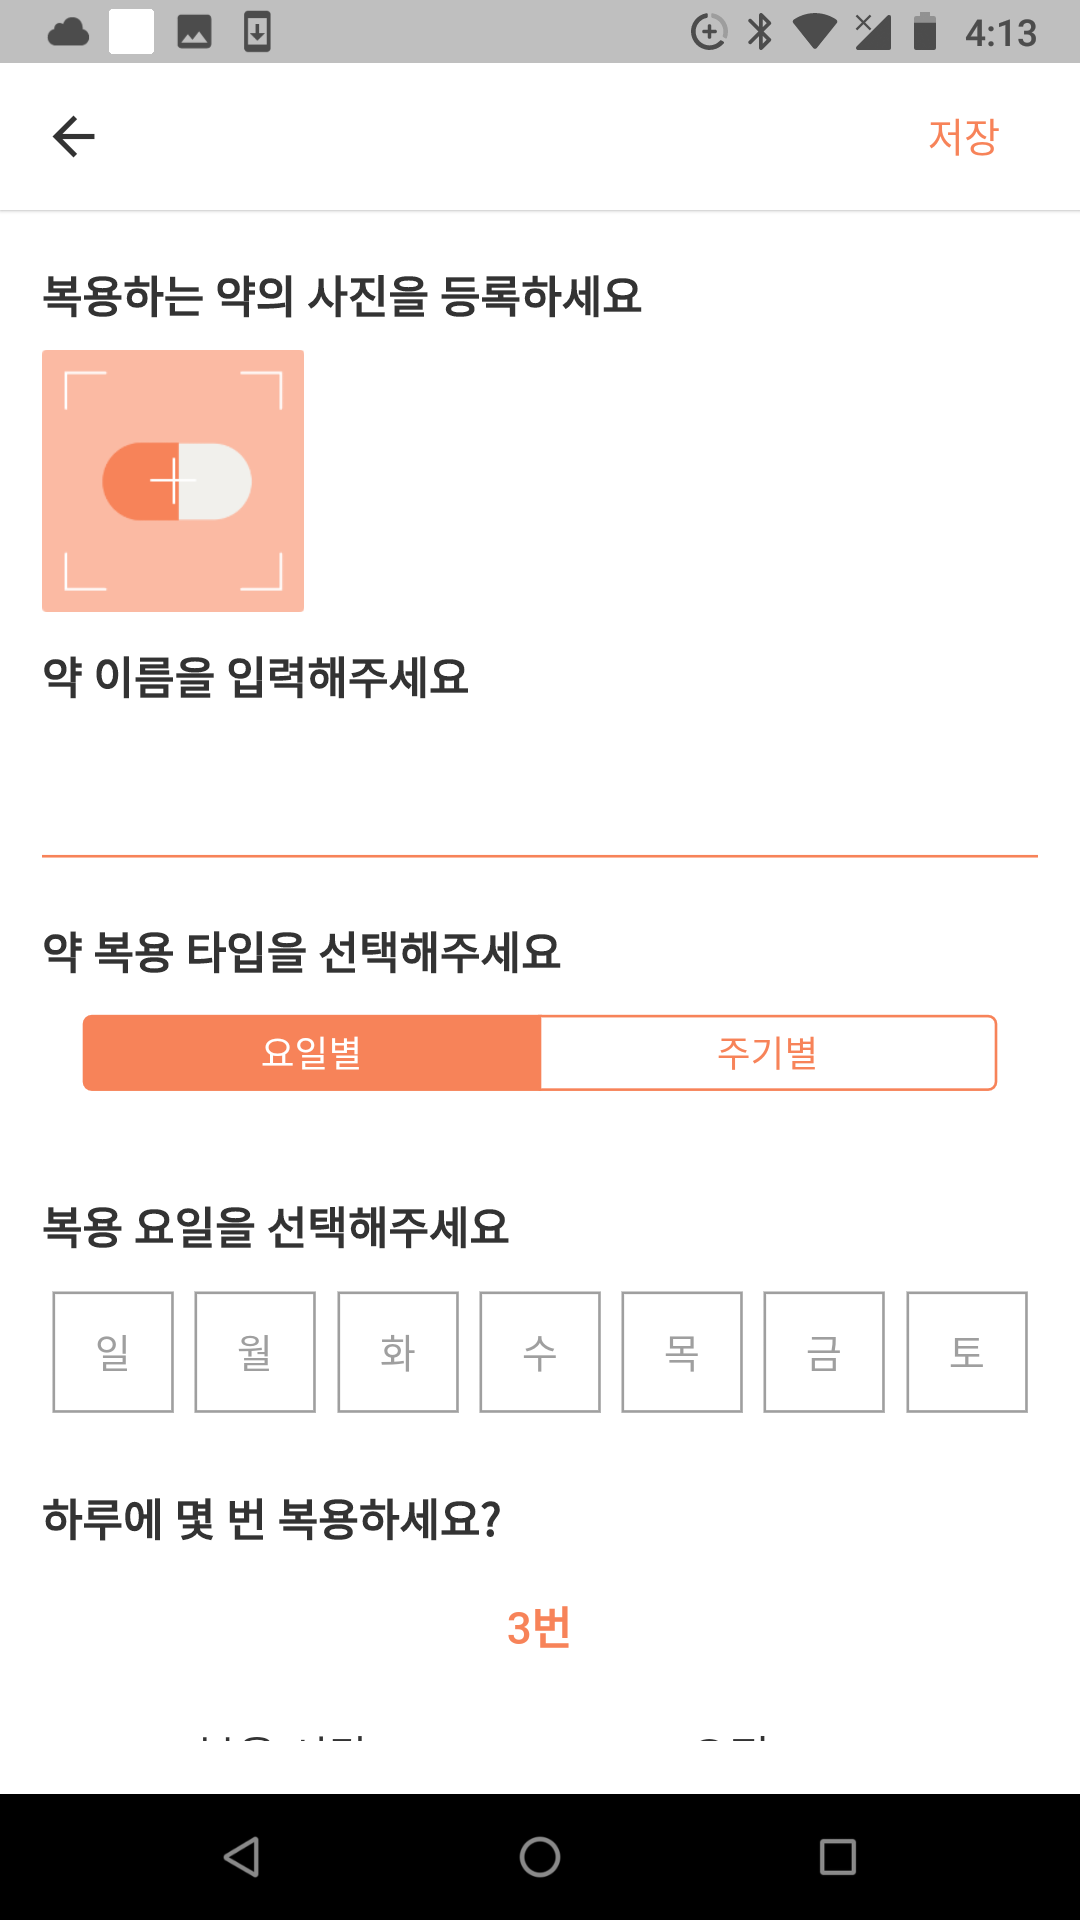 4:13
저장
복용하는 약의 사진을 등록하세요
약 이름을 입력해주세요
약 복용 타입을 선택해주세요
요일별 주기별
복용 요일을 선택해주세요
일 월 화 수 목 금 토
하루에 몇 번 복용하세요?
3번